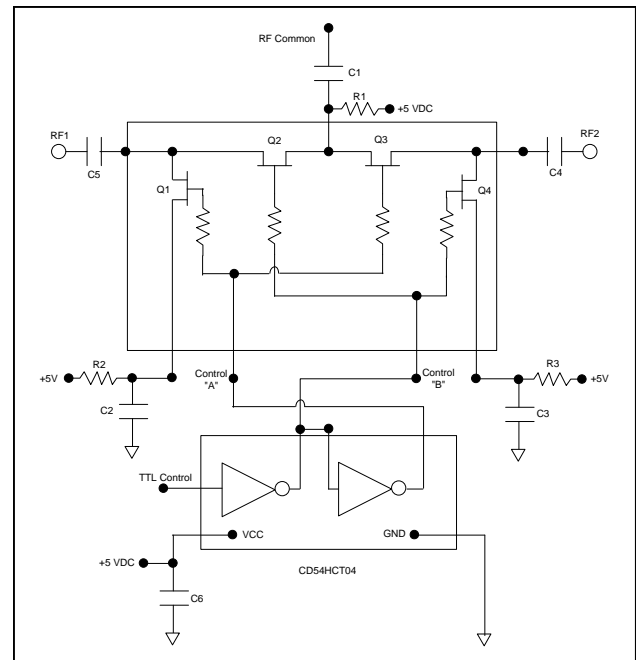 RF Common
C1
R1
+5 VDC
RF1
Q2
Q3
RF2
C5
C4
Q1
Q4
R2
R3
+5V
Control
"A"
Control
"B"
+5V
C2
C3
TTL Control
VCC
GND
+5 VDC
CD54HCT04
C6